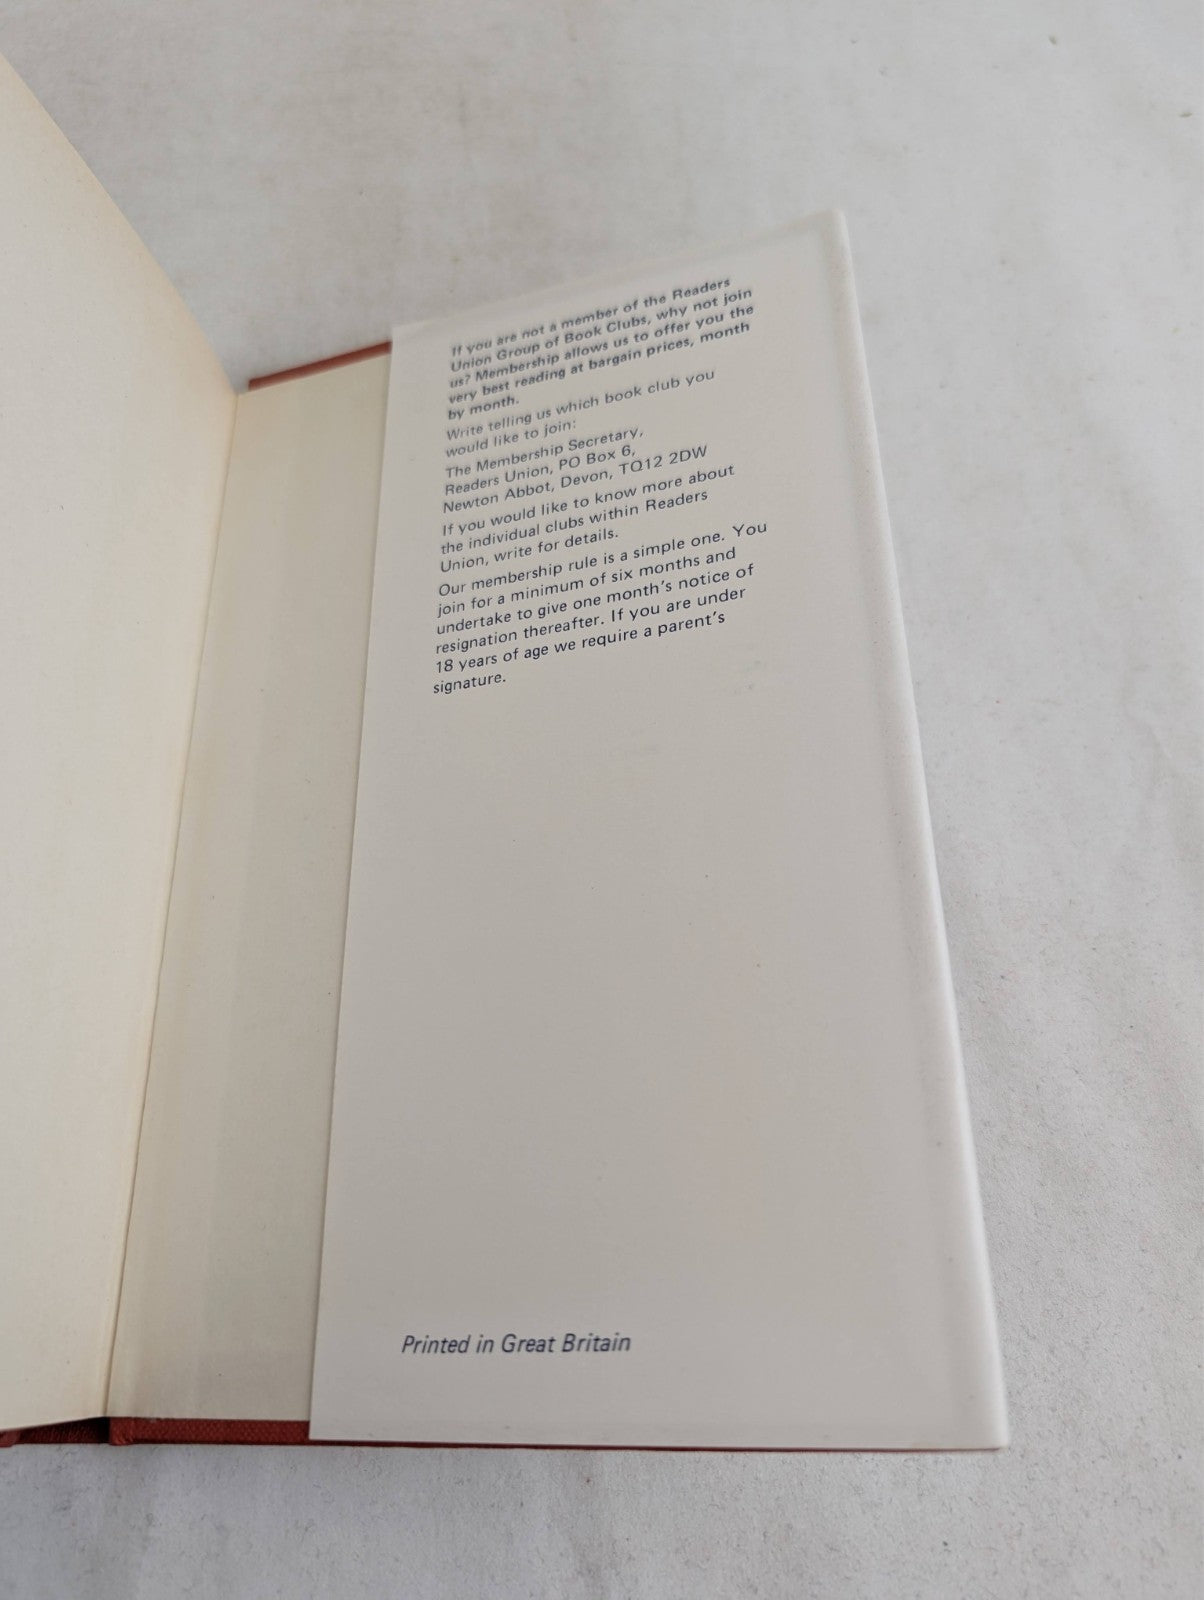 If you are not a member of the Readers
Union Group of Book Clubs, why not join
us? Membership allows us to offer you the
very best reading at bargain prices, month
by month.
Write telling us which book club you
would like to join:
The Membership Secretary,
Readers Union, PO Box 6,
Newton Abbot, Devon, TQ12 2DW
If you would like to know more about
the individual clubs within Readers
Union, write for details.
Our membership rule is a simple one. You
join for a minimum of six months and
undertake to give one month's notice of
resignation thereafter. If you are under
18 years of age we require a parent's
signature.
Printed in Great Britain